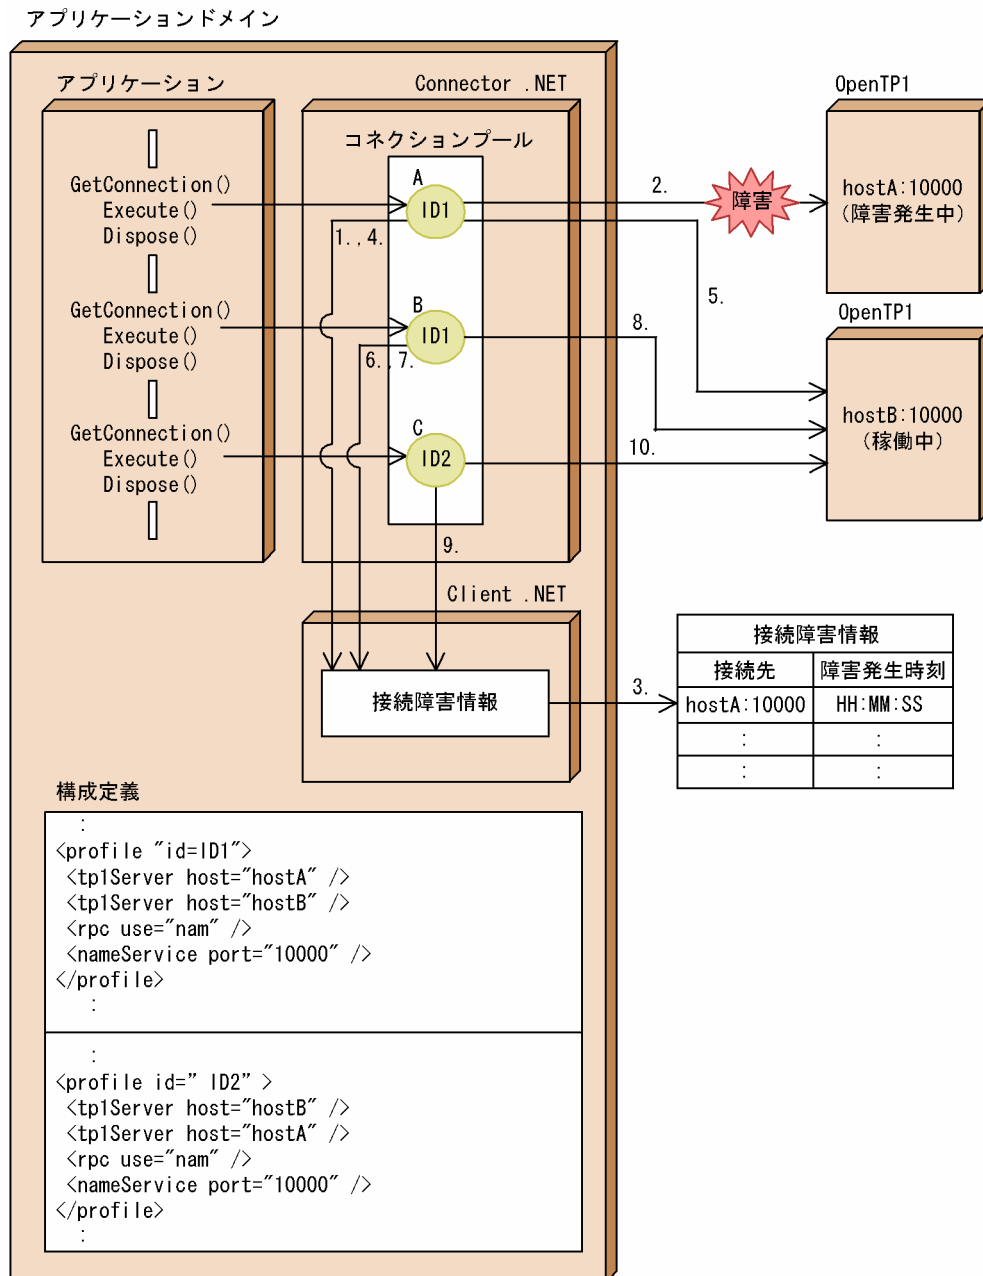 アプリケーションドメイン
アプリケーション
GetConnection()
Execute()
Dispose()
GetConnection()
Execute()
Dispose()
GetConnection()
Execute()
Dispose()
Connector .NET
コネクションプール
A
ID1
1.,4.
B
ID1
6.,7.
C
ID2
9.
2.
障害
5.
8.
10.
OpenTP1
hostA:10000
(障害発生中)
OpenTP1
hostB:10000
(稼働中)
Client .NET
接続障害情報
3.
接続障害情報
接続先 障害発生時刻
hostA:10000 HH:MM:SS
: :
: :
構成定義
:
<profile "id=ID1">
<tp1Server host="hostA" />
<tp1Server host="hostB" />
<rpc use="nam" />
<nameService port="10000" />
</profile>
:
:
<profile id=” ID2” >
<tp1Server host="hostB" />
<tp1Server host="hostA" />
<rpc use="nam" />
<nameService port="10000" />
</profile>
: